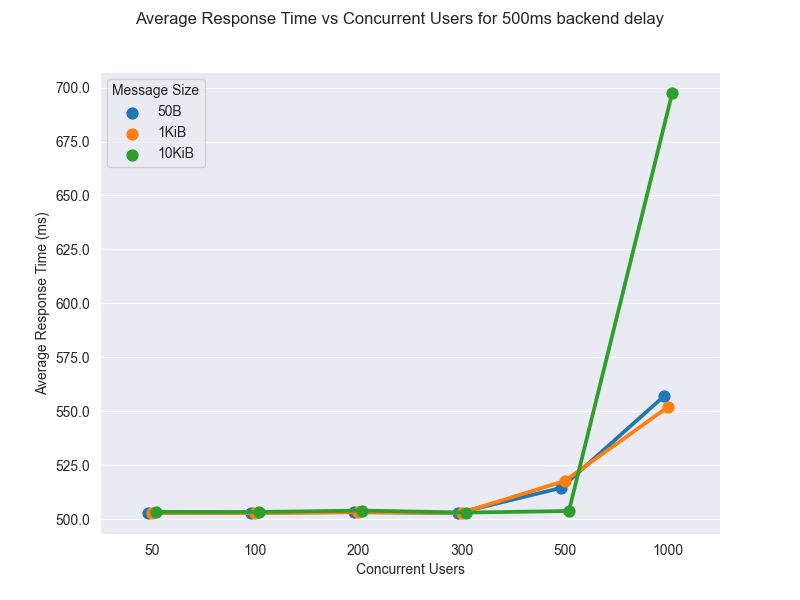 Average Response Time vs Concurrent Users for 500ms backend delay
Message Size
50B
1KiB
10KiB
Average Response Time (ms)
700.0
675.0
650.0
625.0
600.0
575.0
550.0
525.0
500.0
50 100 200 300 500 1000
Concurrent Users